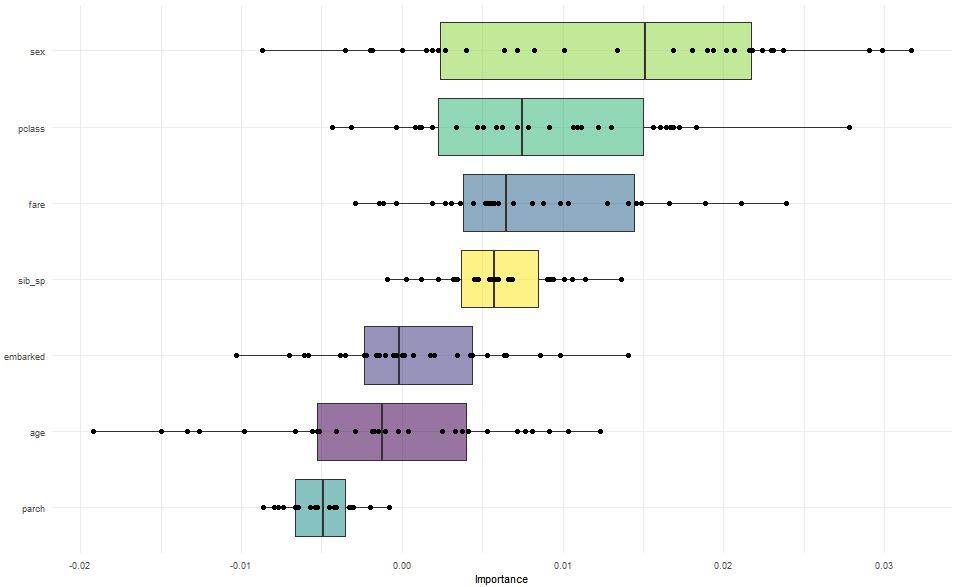 sex
pclass
fare
sib_sp
embarked
age
parch
-0.02 -0.01 0.00 0.01 0.02 0.03
Importance